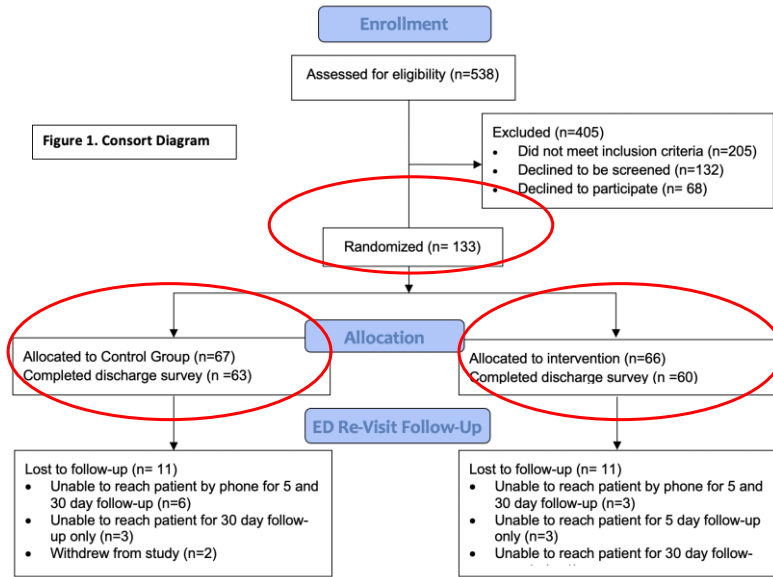 Enrollment
Assessed for eligibility (n=538)
Figure 1. Consort Diagram
Excluded (n=405)
• Did not meet inclusion criteria (n=205)
• Declined to be screened (n=132)
• Declined to participate (n= 68)
Randomized (n= 133)
Allocation
Allocated to Control Group (n=67)
Completed discharge survey (n =63)
Allocated to intervention (n=66)
Completed discharge survey (n =60)
ED Re-Visit Follow-Up
Lost to follow-up (n= 11)
• Unable to reach patient by phone for 5 and
30 day follow-up (n=6)
• Unable to reach patient for 30 day follow-
up only (n=3)
• Withdrew from study (n=2)
Lost to follow-up (n= 11)
• Unable to reach patient by phone for 5 and
30 day follow-up (n=3)
• Unable to reach patient for 5 day follow-up
only (n=3)
• Unable to reach patient for 30 day follow-